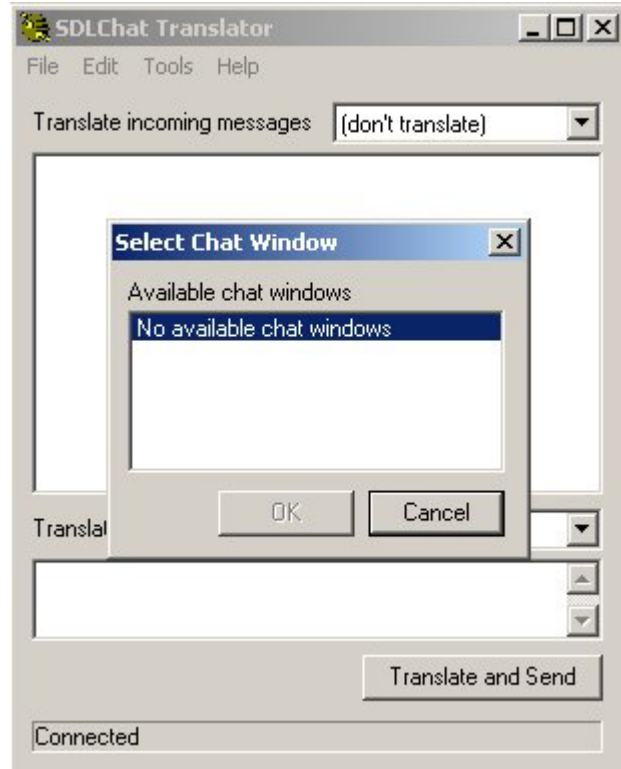 SDLChat Translator
File Edit Tools Help
Translate incoming messages (don't translate)
Select Chat Window
Available chat windows
No available chat windows
OK Cancel
Translate and Send
Connected